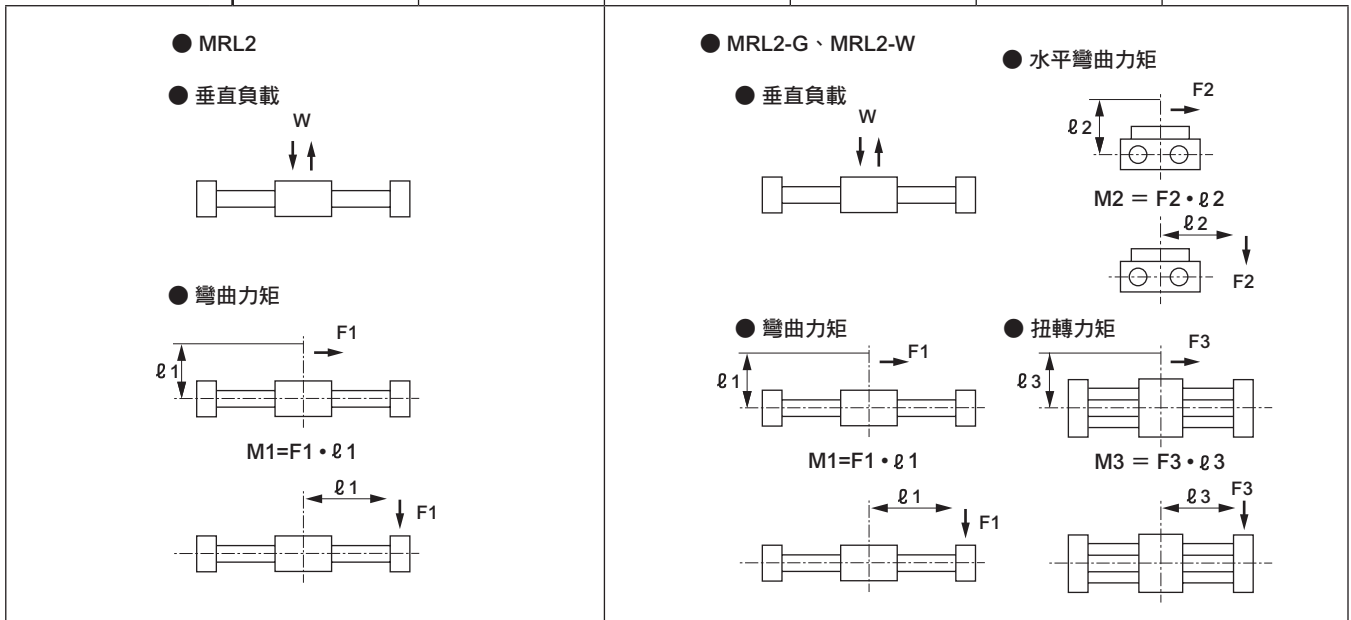 ● MRL2
● 垂直負載
W
● 彎曲力矩
F1
ℓ1
M1=F1・ℓ1
ℓ1
F1
● MRL2-G、MRL2-W
● 垂直負載
W
● 彎曲力矩
F1
ℓ1
M1=F1・ℓ1
ℓ1
F1
● 水平彎曲力矩
F2
ℓ2
M2 = F2・ℓ2
ℓ2
F2
● 扭轉力矩
F3
ℓ3
M3 = F3・ℓ3
ℓ3
F3